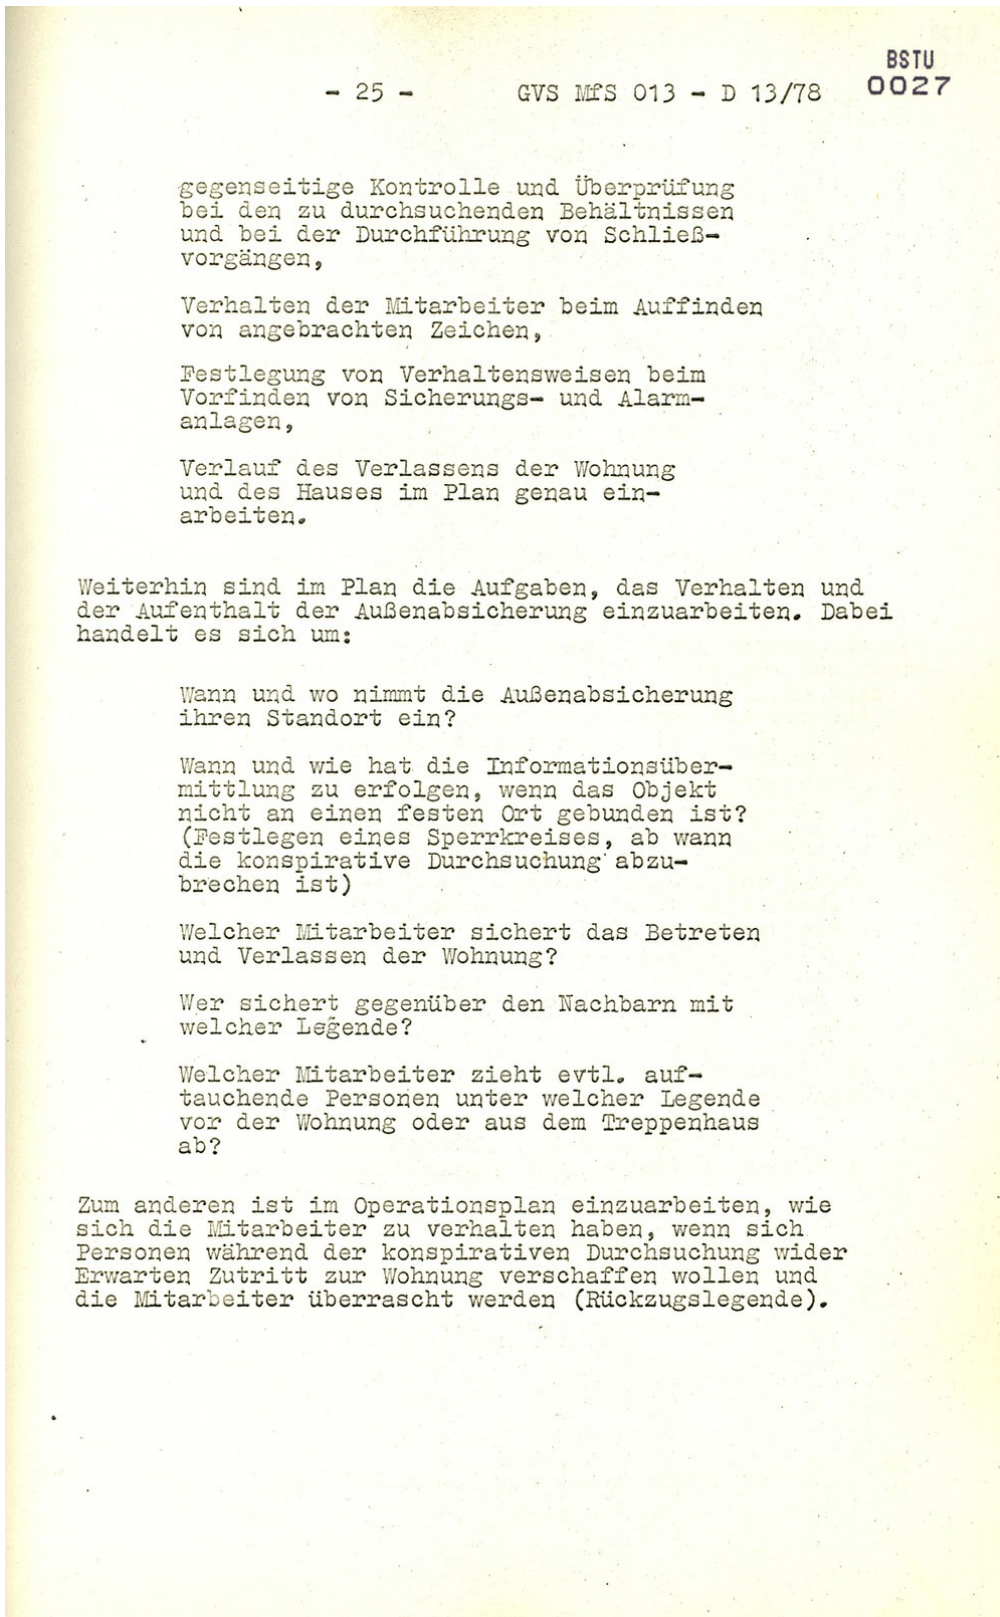 BSTU
0027
- 25 - GVS MfS 013 - D 13/78
gegenseitige Kontrolle und Überprüfung
bei den zu durchsuchenden Behältnissen
und bei der Durchführung von Schließ-
vorgängen,
Verhalten der Mitarbeiter beim Auffinden
von angebrachten Zeichen,
Festlegung von Verhaltensweisen beim
Vorfinden von Sicherungs- und Alarm-
anlagen,
Verlauf des Verlassens der Wohnung
und des Hauses im Plan genau ein-
arbeiten.
Weiterhin sind im Plan die Aufgaben, das Verhalten und
der Aufenthalt der Außenabsicherung einzuarbeiten. Dabei
handelt es sich um:
Wann und wo nimmt die Außenabsicherung
ihren Standort ein?
Wann und wie hat die Informationsüber-
mittlung zu erfolgen, wenn das Objekt
nicht an einen festen Ort gebunden ist?
(Festlegen eines Sperrkreises, ab wann
die konspirative Durchsuchung abzu-
brechen ist)
Welcher Mitarbeiter sichert das Betreten
und Verlassen der Wohnung?
Wer sichert gegenüber den Nachbarn mit
welcher Legende?
Welcher Mitarbeiter zieht evtl. auf-
tauchende Personen unter welcher Legende
vor der Wohnung oder aus dem Treppenhaus
ab?
Zum anderen ist im Operationsplan einzuarbeiten, wie
sich die Mitarbeiter zu verhalten haben, wenn sich
Personen während der konspirativen Durchsuchung wider
Erwarten Zutritt zur Wohnung verschaffen wollen und
die Mitarbeiter überrascht werden (Rückzugslegende).